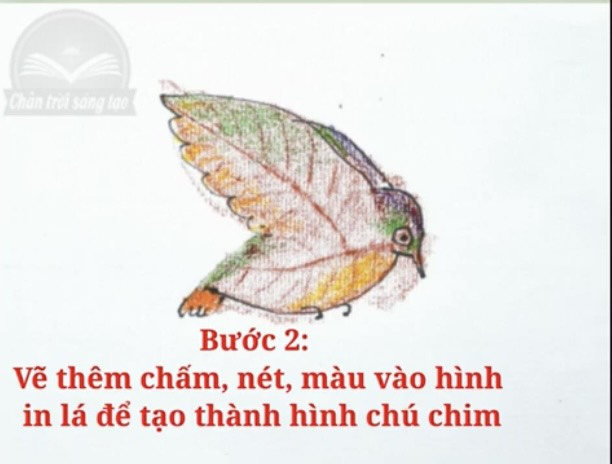 Chân trời sáng tạo
Bước 2:
Vẽ thêm chấm, nét, màu vào hình
in lá để tạo thành hình chú chim